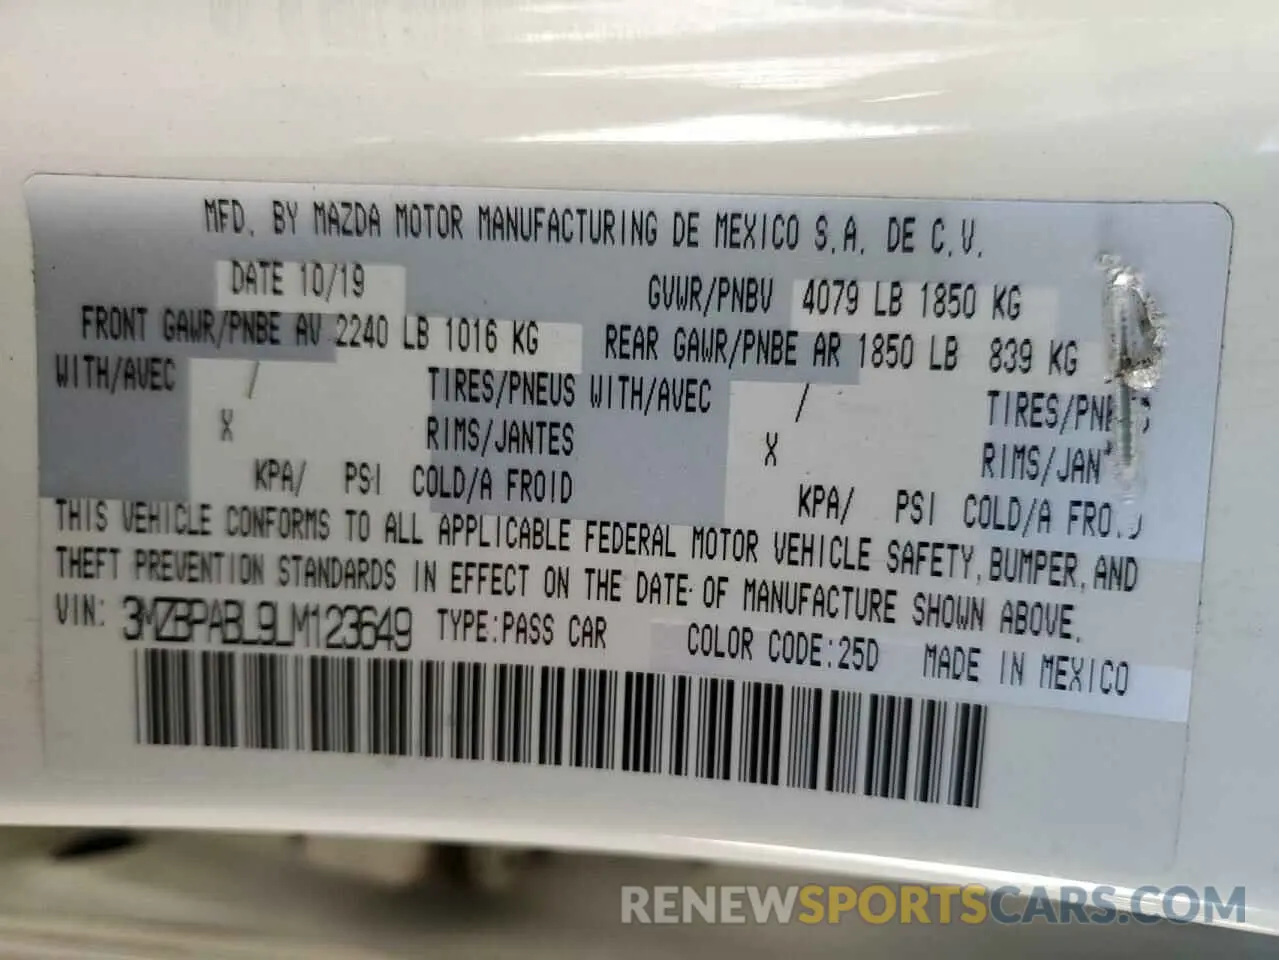 MFD. BY MAZDA MOTOR MANUFACTURING DE MEXICO S.A. DE C.V.
DATE 10/19 GVWR/PNBV 4079 LB 1850 KG
FRONT GAWR/PNBE AV 2240 LB 1016 KG REAR GAWR/PNBE AR 1850 LB 839 KG
WITH/AVEC / TIRES/PNEUS WITH/AVEC /
X RIMS/JANTES X
KPA/ PSI COLD/A FROID KPA/ PSI COLD/A
THIS VEHICLE CONFORMS TO ALL APPLICABLE FEDERAL MOTOR VEHICLE SAFETY, BUMPER, AND
THEFT PREVENTION STANDARDS IN EFFECT ON THE DATE OF MANUFACTURE SHOWN ABOVE.
VIN: 3MZBPABL9LM123649 TYPE:PASS CAR COLOR CODE:25D MADE IN MEXICO
RENEWSPORTSCARS.COM